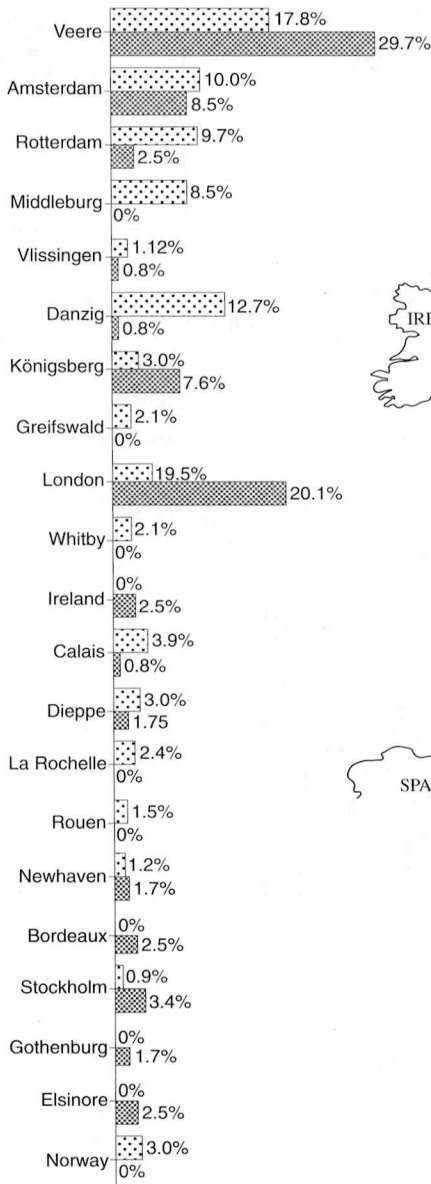 17.8%
Veere
29.7%
10.0%
Amsterdam
8.5%
9.7%
Rotterdam
2.5%
8.5%
Middleburg
0%
1.12%
Vlissingen
0.8%
12.7%
Danzig
0.8%
IRE
3.0%
Königsberg
7.6%
2.1%
Greifswald
0%
19.5%
London
20.1%
2.1%
Whitby
0%
0%
Ireland
2.5%
3.9%
Calais
0.8%
3.0%
Dieppe
1.75
2.4%
La Rochelle
0%
SPA
1.5%
Rouen
0%
1.2%
Newhaven
1.7%
0%
Bordeaux
2.5%
0.9%
Stockholm
3.4%
0%
Gothenburg
1.7%
0%
Elsinore
2.5%
3.0%
Norway
0%